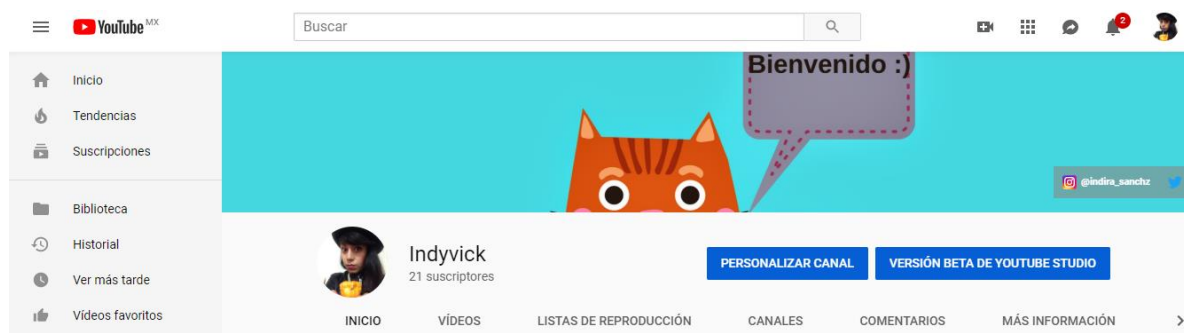 YouTube MX
Buscar
2
Inicio
Tendencias
Suscripciones
Biblioteca
Historial
Ver más tarde
Vídeos favoritos
Bienvenido :)
@indira_sanchz
Indyvick
21 suscriptores
PERSONALIZAR CANAL
VERSIÓN BETA DE YOUTUBE STUDIO
INICIO VÍDEOS LISTAS DE REPRODUCCIÓN CANALES COMENTARIOS MÁS INFORMACIÓN